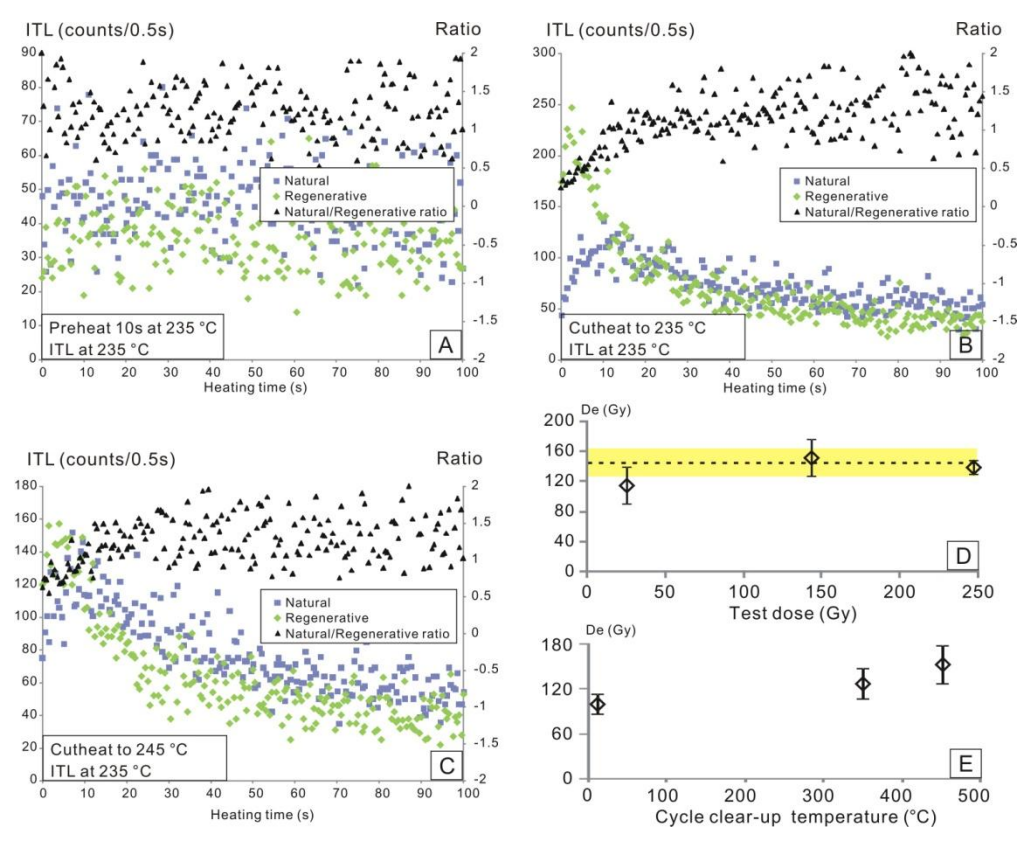 ITL (counts/0.5s) Ratio
90 2
80 1.5
70 1
60 0.5
50 0
40 -0.5
30 -1
20 -1.5
10
0 -2
Natural
Regenerative
Natural/Regenerative ratio
Preheat 10s at 235 °C
ITL at 235 °C
A
0 10 20 30 40 50 60 70 80 90 100
Heating time (s)
ITL (counts/0.5s) Ratio
300 2
250 1.5
200 1
150 0.5
100 0
50 -0.5
0 -1
-1.5
-2
Natural
Regenerative
Natural/Regenerative ratio
Cutheat to 235 °C
ITL at 235 °C
B
0 10 20 30 40 50 60 70 80 90 100
Heating time (s)
ITL (counts/0.5s) Ratio
180 2
160 1.5
140 1
120 0.5
100 0
80 -0.5
60 -1
40 -1.5
20
0 -2
Natural
Regenerative
Natural/Regenerative ratio
Cutheat to 245 °C
ITL at 235 °C
C
0 10 20 30 40 50 60 70 80 90 100
Heating time (s)
De (Gy)
200
160
120
80
40
0
D
0 50 100 150 200 250
Test dose (Gy)
De (Gy)
180
120
60
0
E
0 100 200 300 400 500
Cycle clear-up temperature (°C)